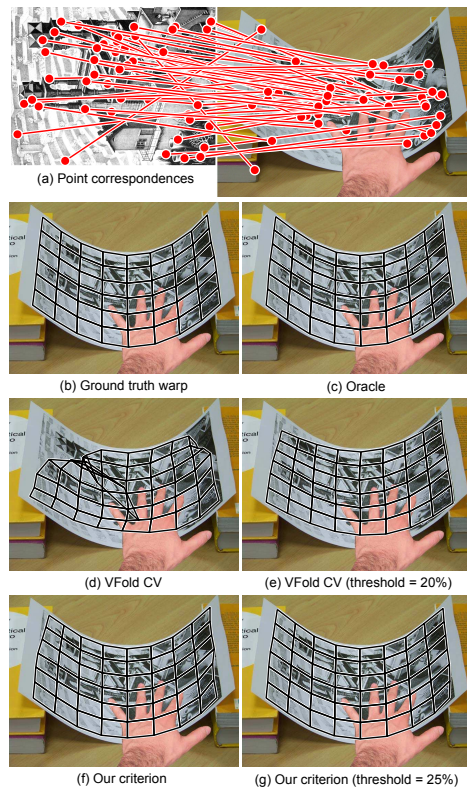 (a) Point correspondences
(b) Ground truth warp
(c) Oracle
(d) VFold CV
(e) VFold CV (threshold = 20%)
(f) Our criterion
(g) Our criterion (threshold = 25%)